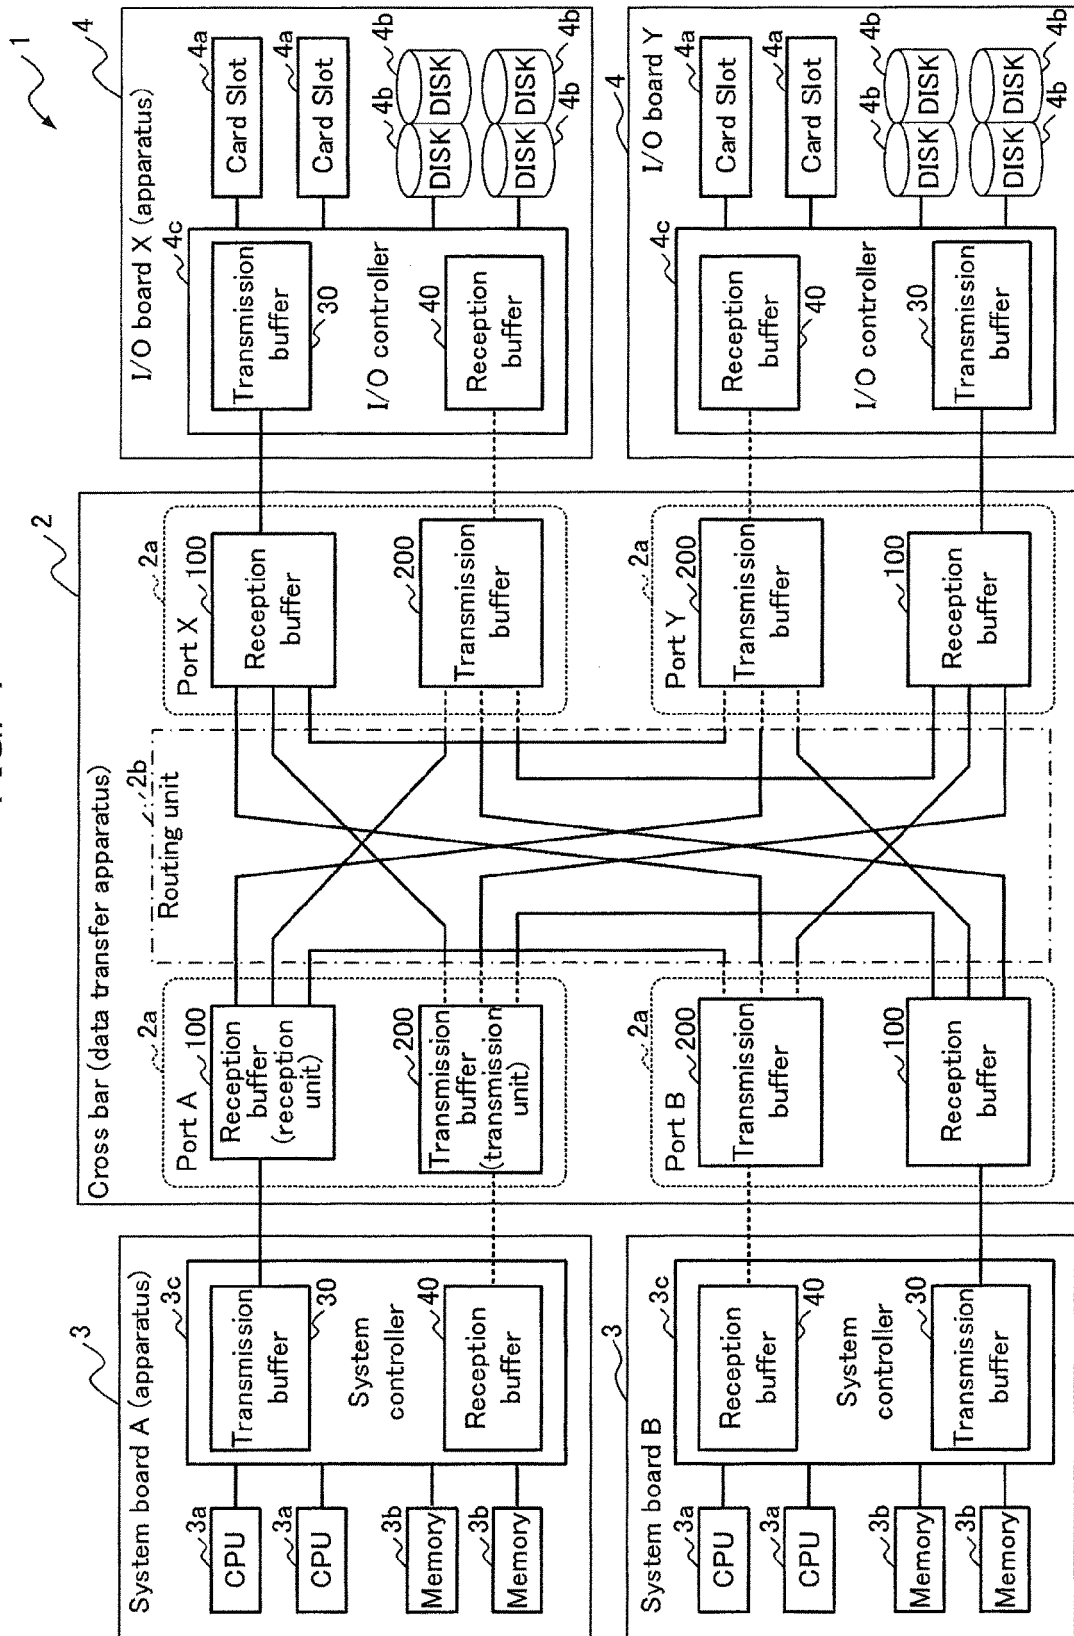 1
2
Cross bar (data transfer apparatus)
3
System board A (apparatus)
3a
CPU
3a
CPU
3b
Memory
3b
Memory
3c
Transmission
buffer
30
System
controller
40
Reception
buffer
2a
Port A
100
Reception
buffer
(reception
unit)
200
Transmission
buffer
(transmission
unit)
2b
Routing unit
2a
Port X
100
Reception
buffer
200
Transmission
buffer
4
I/O board X (apparatus)
4c
Transmission
buffer
30
I/O controller
40
Reception
buffer
4a
Card Slot
4a
Card Slot
4b
4b
DISK
DISK
DISK
DISK
4b
4b
3
System board B
3a
CPU
3a
CPU
3b
Memory
3b
Memory
3c
Reception
buffer
40
System
controller
30
Transmission
buffer
2a
Port B
200
Transmission
buffer
100
Reception
buffer
2a
Port Y
200
Transmission
buffer
100
Reception
buffer
4
I/O board Y
4c
Reception
buffer
40
I/O controller
30
Transmission
buffer
4a
Card Slot
4a
Card Slot
4b
4b
DISK
DISK
DISK
DISK
4b
4b